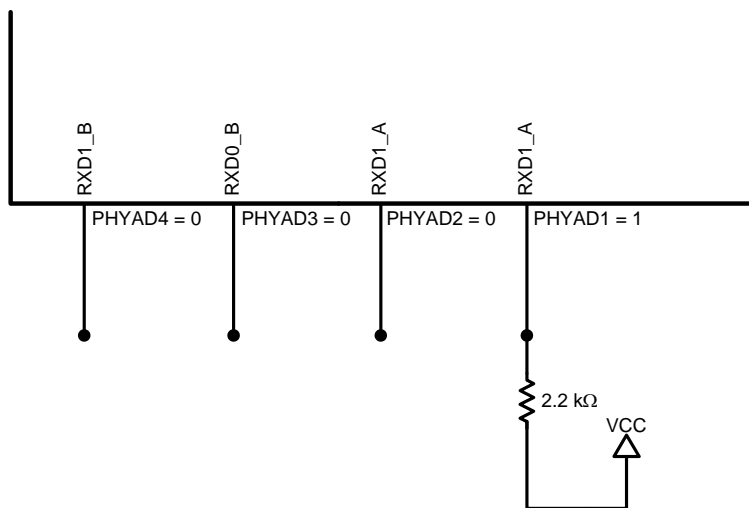 RXD1_B
RXD0_B
RXD1_A
RXD1_A
PHYAD4 = 0
PHYAD3 = 0
PHYAD2 = 0
PHYAD1 = 1
2.2 kΩ
VCC